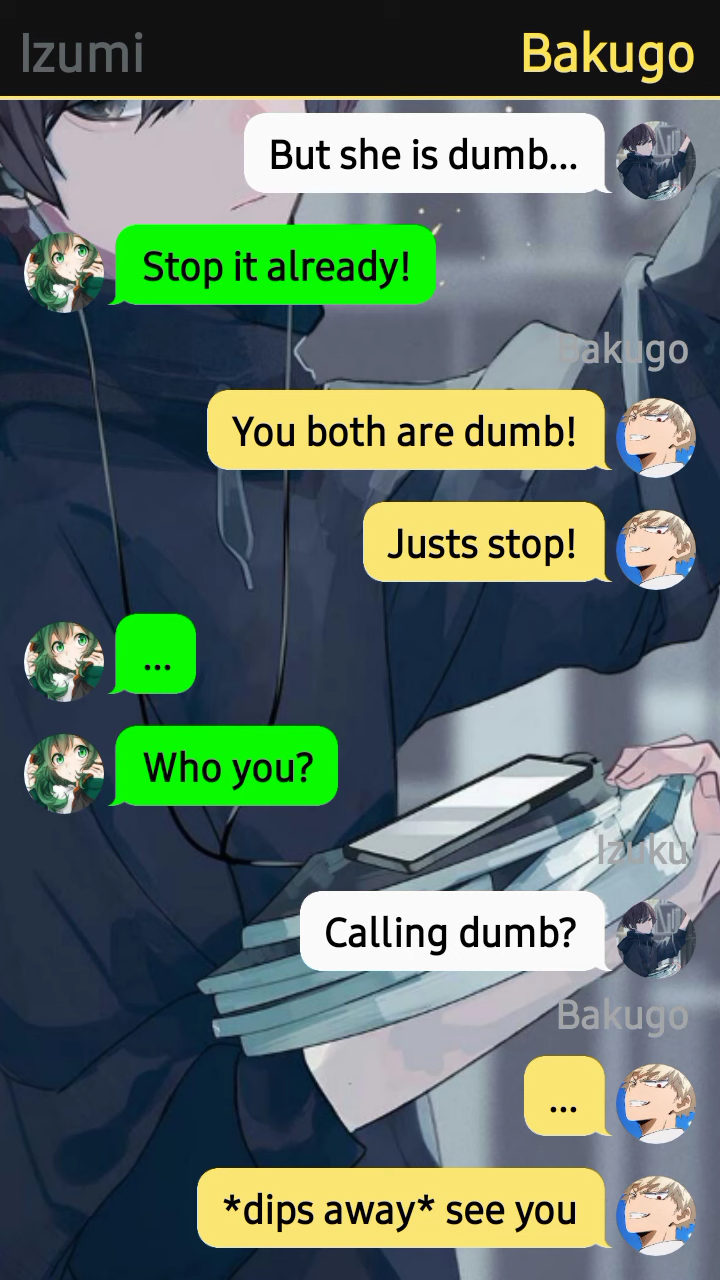 Izumi
Bakugo
But she is dumb...
Stop it already!
Bakugo
You both are dumb!
Justs stop!
...
Who you?
Izuku
Calling dumb?
Bakugo
...
*dips away* see you